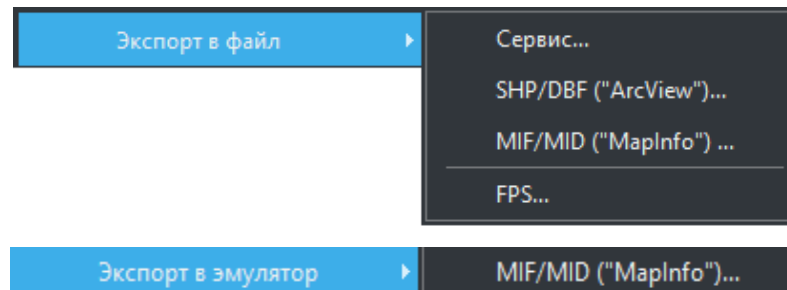 Экспорт в файл
Сервис...
SHP/DBF ("ArcView")...
MIF/MID ("MapInfo") ...
FPS...
Экспорт в эмулятор
MIF/MID ("MapInfo")...